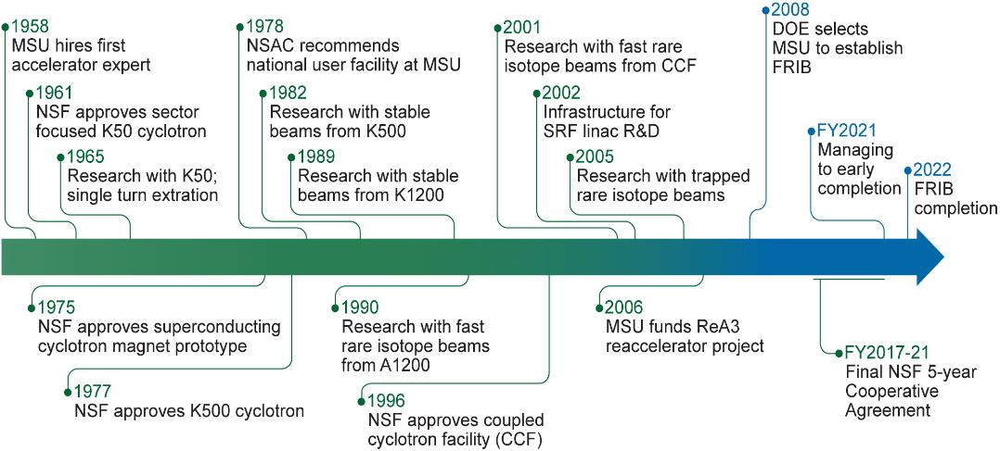 1958
MSU hires first
accelerator expert
1961
NSF approves sector
focused K50 cyclotron
1965
Research with K50;
single turn extration
1978
NSAC recommends
national user facility at MSU
1982
Research with stable
beams from K500
1989
Research with stable
beams from K1200
2001
Research with fast rare
isotope beams from CCF
2002
Infrastructure for
SRF linac R&D
2005
Research with trapped
rare isotope beams
2008
DOE selects
MSU to establish
FRIB
FY2021
Managing
to early
completion
2022
FRIB
completion
1975
NSF approves superconducting
cyclotron magnet prototype
1977
NSF approves K500 cyclotron
1990
Research with fast
rare isotope beams
from A1200
1996
NSF approves coupled
cyclotron facility (CCF)
2006
MSU funds ReA3
reaccelerator project
FY2017-21
Final NSF 5-year
Cooperative
Agreement